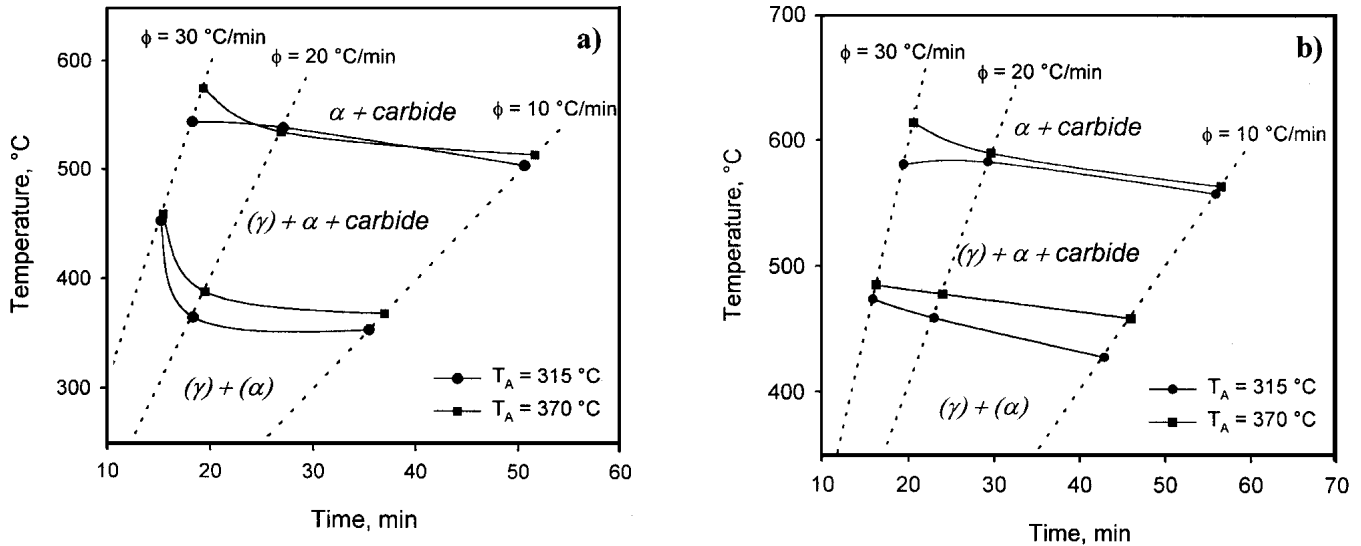 a)
600
500
400
300
Temperature, °C
ϕ = 30 °C/min
ϕ = 20 °C/min
ϕ = 10 °C/min
α + carbide
(γ) + α + carbide
(γ) + (α)
T_A = 315 °C
T_A = 370 °C
10 20 30 40 50 60
Time, min
b)
700
600
500
400
Temperature, °C
ϕ = 30 °C/min
ϕ = 20 °C/min
ϕ = 10 °C/min
α + carbide
(γ) + α + carbide
(γ) + (α)
T_A = 315 °C
T_A = 370 °C
10 20 30 40 50 60 70
Time, min